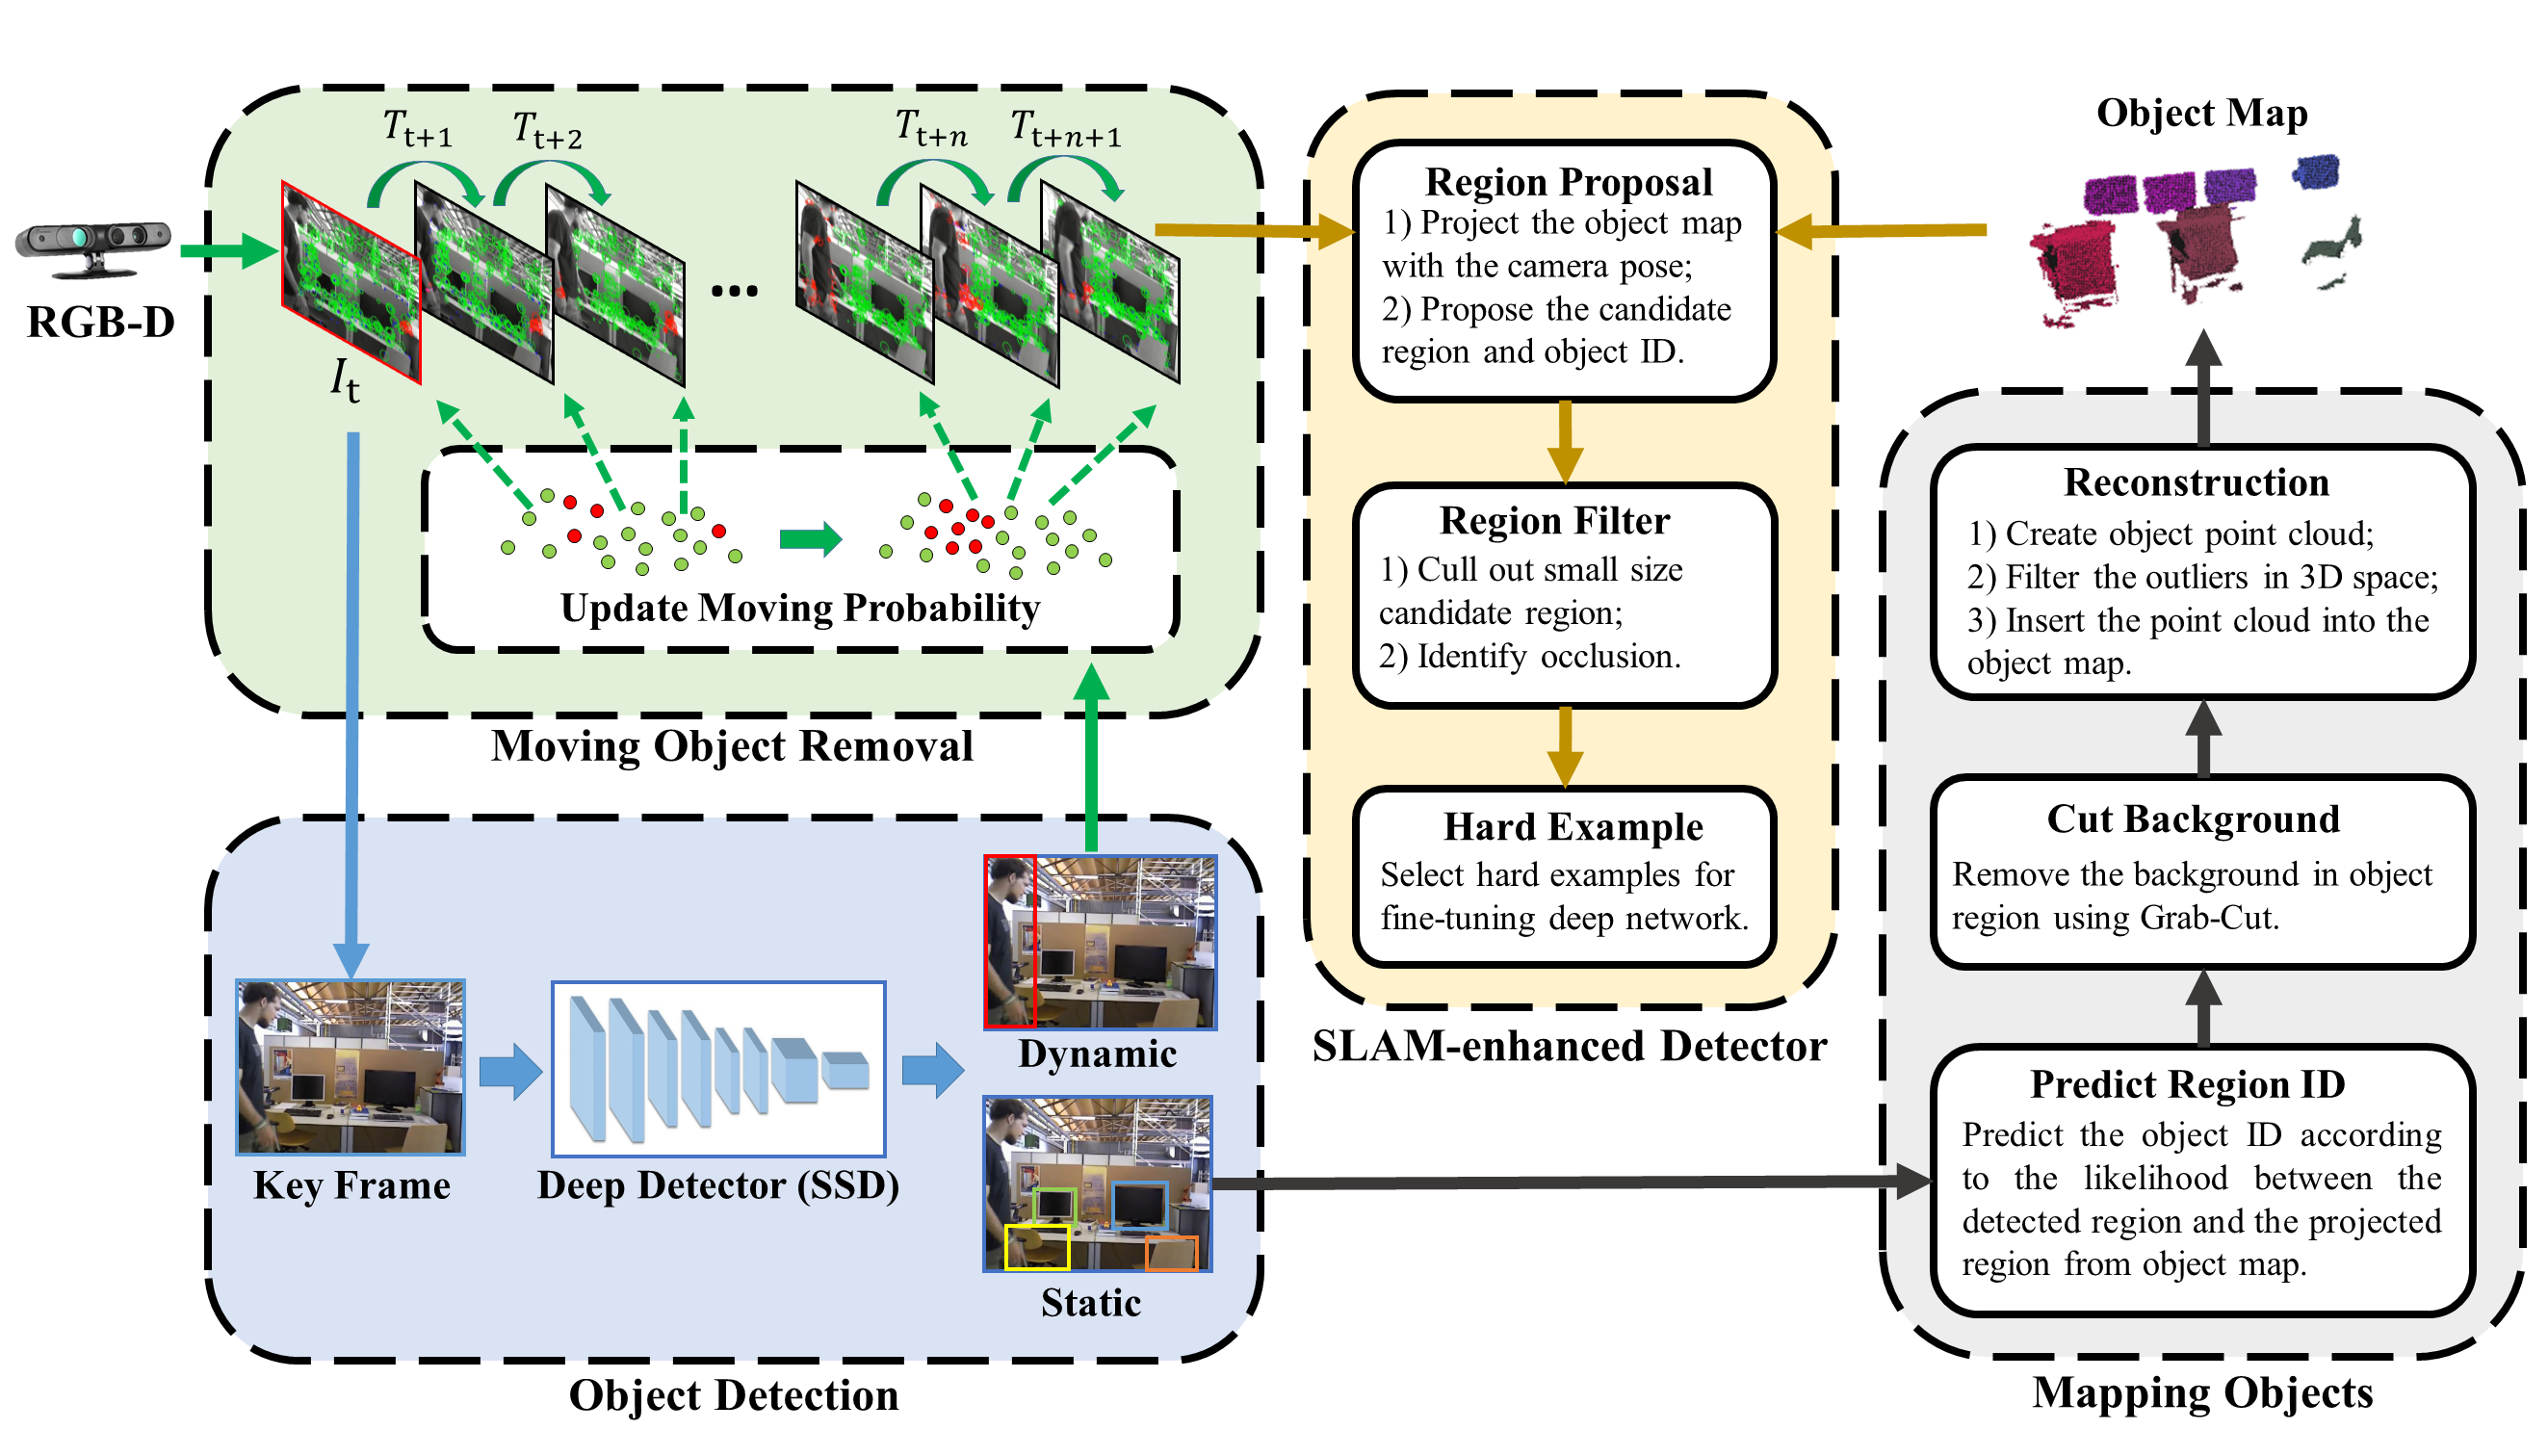 RGB-D
T_{t+1}
T_{t+2}
T_{t+n}
T_{t+n+1}
I_t
...
Update Moving Probability
Moving Object Removal
Key Frame
Deep Detector (SSD)
Dynamic
Static
Object Detection
Region Proposal
1) Project the object map
with the camera pose;
2) Propose the candidate
region and object ID.
Region Filter
1) Cull out small size
candidate region;
2) Identify occlusion.
Hard Example
Select hard examples for
fine-tuning deep network.
SLAM-enhanced Detector
Object Map
Reconstruction
1) Create object point cloud;
2) Filter the outliers in 3D space;
3) Insert the point cloud into the
object map.
Cut Background
Remove the background in object
region using Grab-Cut.
Predict Region ID
Predict the object ID according
to the likelihood between the
detected region and the projected
region from object map.
Mapping Objects